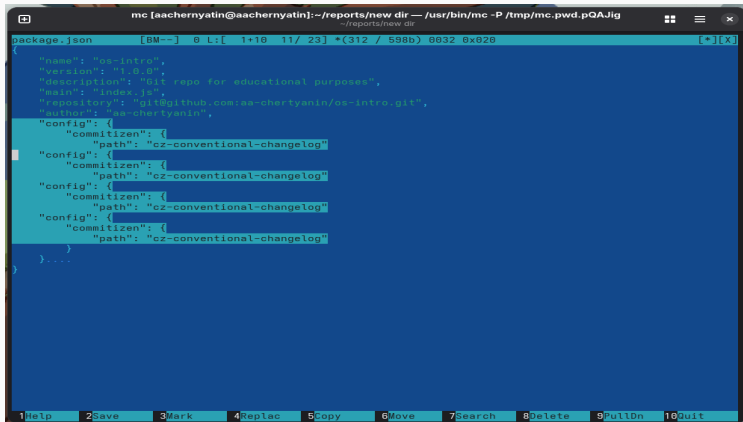 mc [aachernyatin@aachernyatin]:~/reports/new dir — /usr/bin/mc -P /tmp/mc.pwd.pQAJig
~/reports/new dir
package.json [BM--] 0 L:[ 1+10 11/ 23] *(312 / 598b) 0032 0x020 [*][X]
{
"name": "os-intro",
"version": "1.0.0",
"description": "Git repo for educational purposes",
"main": "index.js",
"repository": "git@github.com:aa-chertyanin/os-intro.git",
"author": "aa-chertyanin",
"config": {
"commitizen": {
"path": "cz-conventional-changelog"
"config": {
"commitizen": {
"path": "cz-conventional-changelog"
"config": {
"commitizen": {
"path": "cz-conventional-changelog"
"config": {
"commitizen": {
"path": "cz-conventional-changelog"
}
}....
}
1Help 2Save 3Mark 4Replac 5Copy 6Move 7Search 8Delete 9PullDn 10Quit